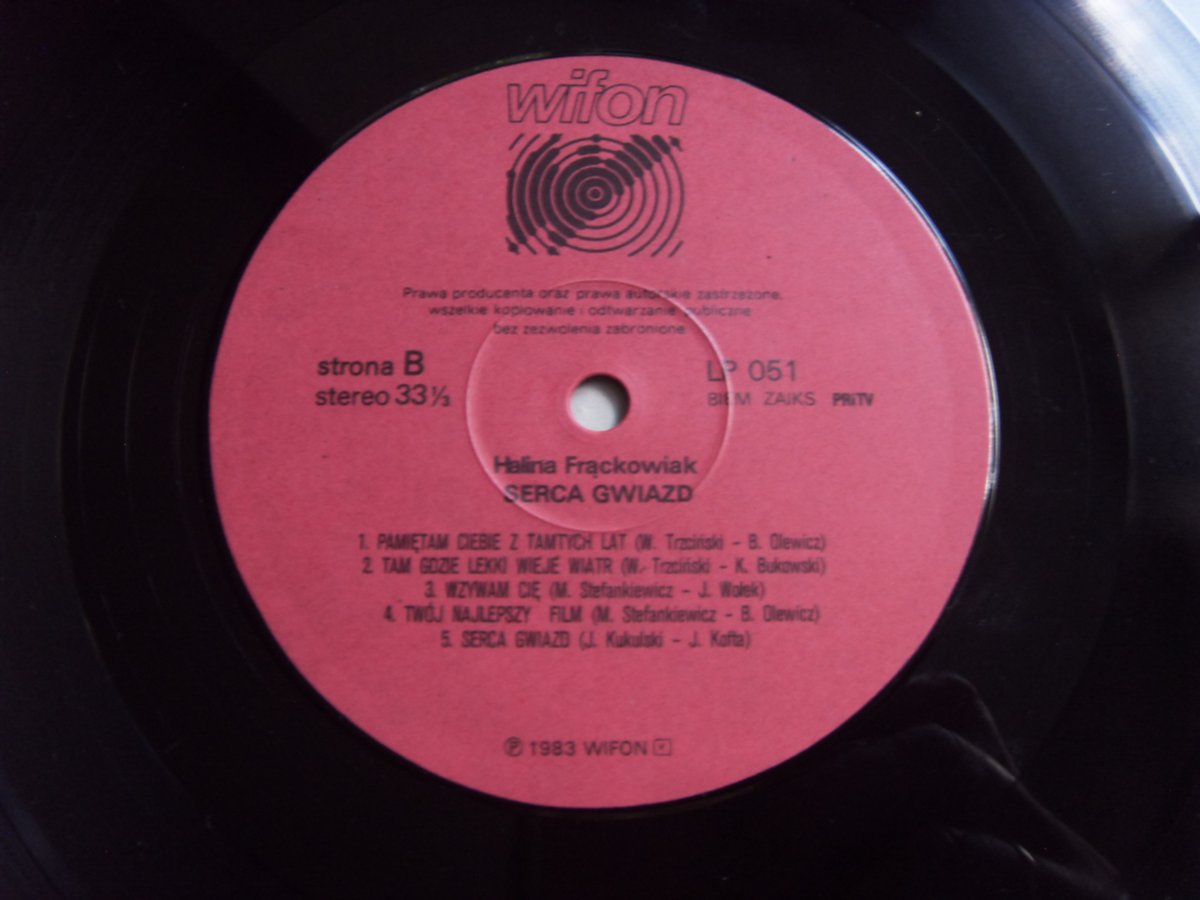 wifon
Prawa producenta oraz prawa autorskie zastrzeżone,
wszelkie kopiowanie i odtwarzanie publiczne
bez zezwolenia zabronione
strona B
stereo 33 ⅓
LP 051
BIEM ZAIKS PRiTV
Halina Frąckowiak
SERCA GWIAZD
1. PAMIĘTAM CIEBIE Z TAMTYCH LAT (W. Trzciński - B. Olewicz)
2. TAM GDZIE LEKKI WIEJE WIATR (W. Trzciński - K. Bukowski)
3. WZYWAM CIĘ (M. Stefankiewicz - J. Wołek)
4. TWÓJ NAJLEPSZY FILM (M. Stefankiewicz - B. Olewicz)
5. SERCA GWIAZD (J. Kukulski - J. Kofta)
℗ 1983 WIFON